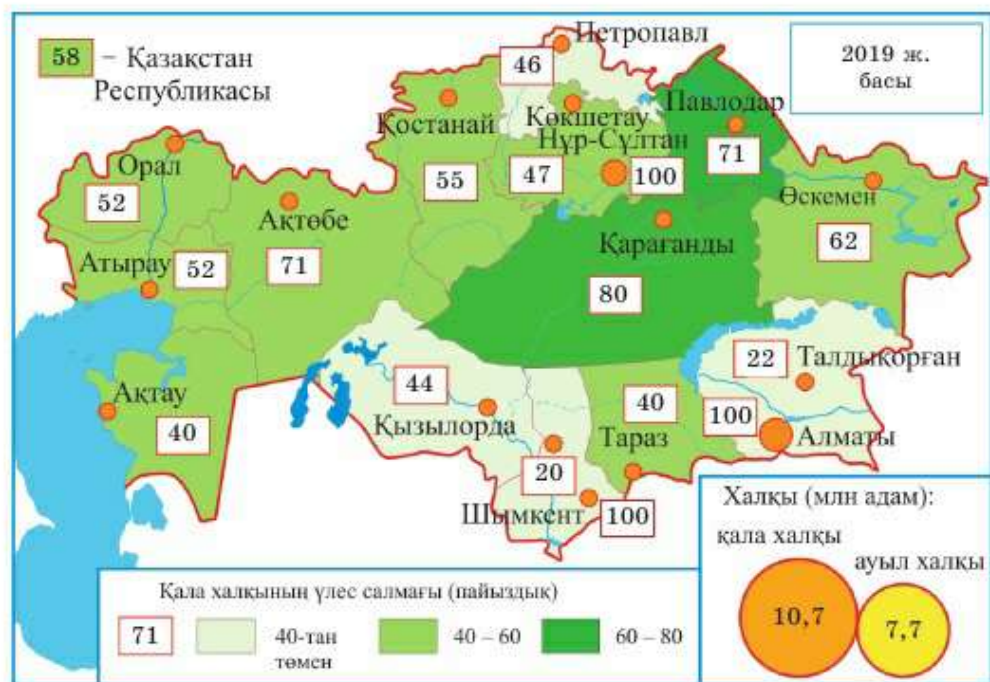 58 – Қазақстан
Республикасы
2019 ж.
басы
Петропавл
46
Қостанай
Көкшетау
Павлодар
Нұр-Сұлтан
Орал
55
47
100
71
52
Ақтөбе
Өскемен
Қарағанды
62
Атырау
52
71
80
22
Талдықорған
44
40
100
Ақтау
Қызылорда
Тараз
Алматы
40
20
Шымкент
100
Халқы (млн адам):
қала халқы
ауыл халқы
10,7
7,7
Қала халқының үлес салмағы (пайыздық)
71
40-тан
төмен
40 – 60
60 – 80